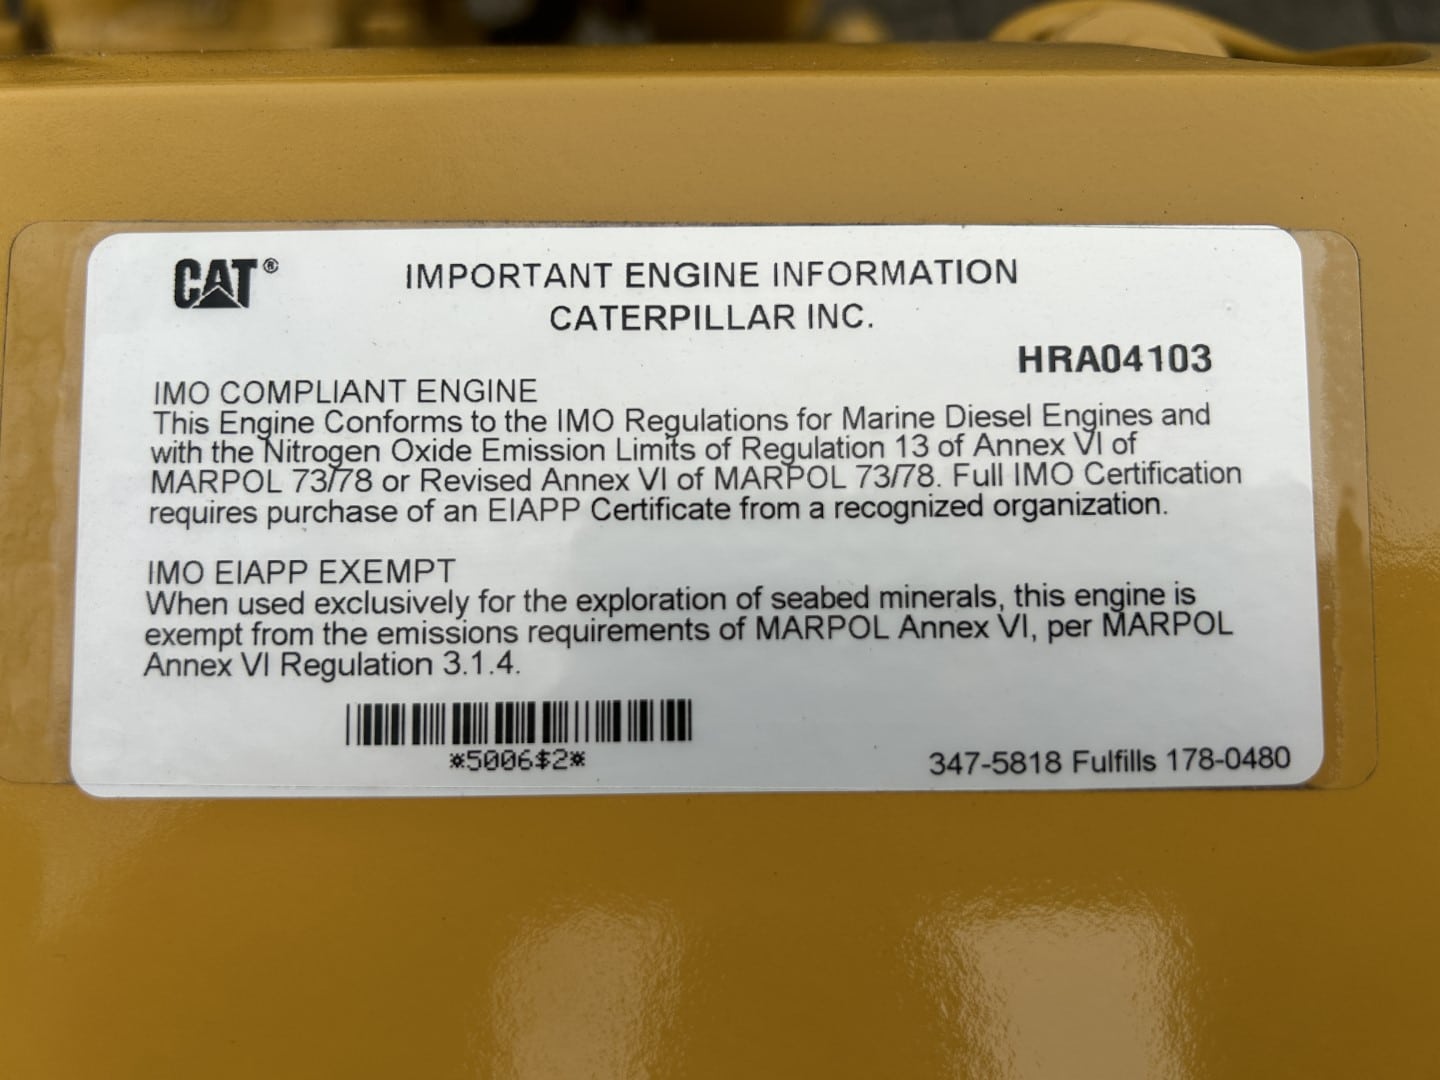 CAT®
IMPORTANT ENGINE INFORMATION
CATERPILLAR INC.
HRA04103
IMO COMPLIANT ENGINE
This Engine Conforms to the IMO Regulations for Marine Diesel Engines and
with the Nitrogen Oxide Emission Limits of Regulation 13 of Annex VI of
MARPOL 73/78 or Revised Annex VI of MARPOL 73/78. Full IMO Certification
requires purchase of an EIAPP Certificate from a recognized organization.
IMO EIAPP EXEMPT
When used exclusively for the exploration of seabed minerals, this engine is
exempt from the emissions requirements of MARPOL Annex VI, per MARPOL
Annex VI Regulation 3.1.4.
*5006$2*
347-5818 Fulfills 178-0480